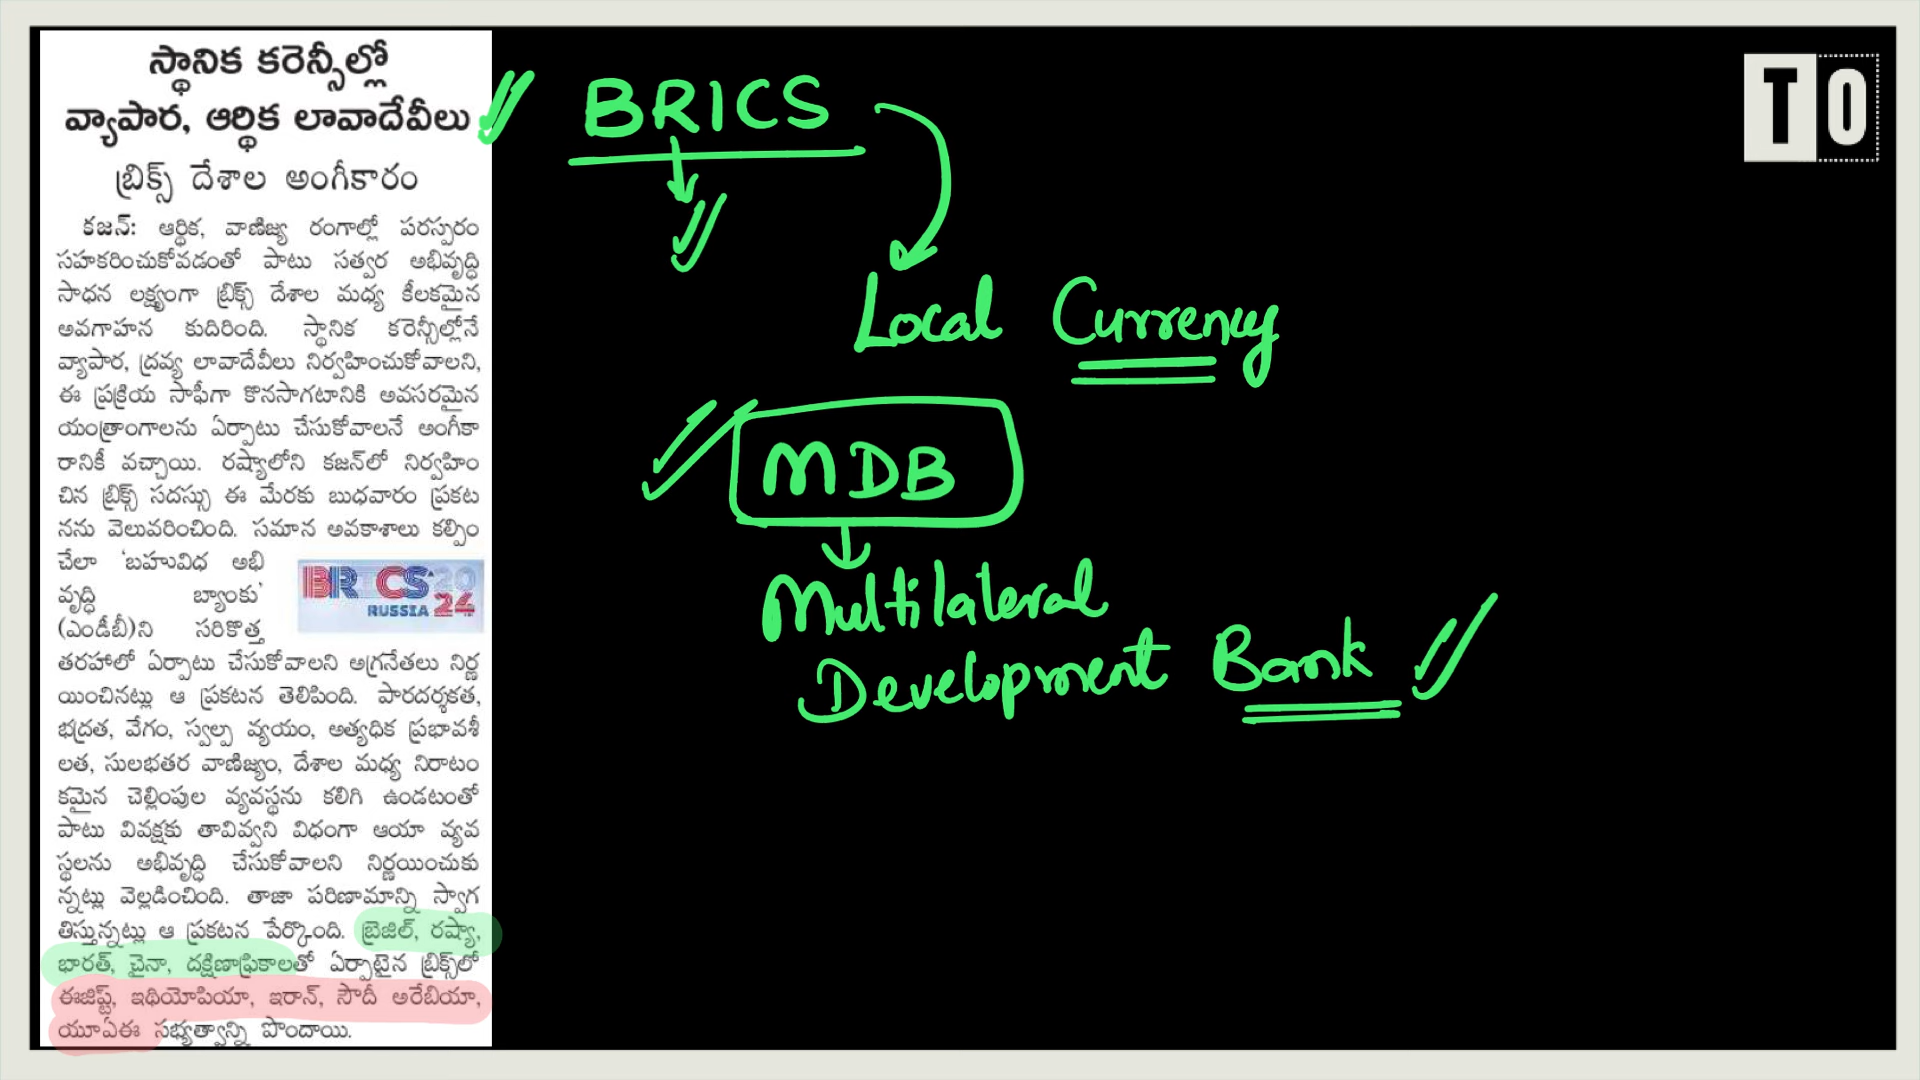 స్థానిక కరెన్సీల్లో
వ్యాపార, ఆర్థిక లావాదేవీలు
బ్రిక్స్ దేశాల అంగీకారం
కజన్: ఆర్థిక, వాణిజ్య రంగాల్లో పరస్పరం
సహకరించుకోవడంతో పాటు సత్వర అభివృద్ధి
సాధన లక్ష్యంగా బ్రిక్స్ దేశాల మధ్య కీలకమైన
అవగాహన కుదిరింది. స్థానిక కరెన్సీల్లోనే
వ్యాపార, ద్రవ్య లావాదేవీలు నిర్వహించుకోవాలని,
ఈ ప్రక్రియ సాఫీగా కొనసాగటానికి అవసరమైన
యంత్రాంగాలను ఏర్పాటు చేసుకోవాలనే అంగీకా
రానికీ వచ్చాయి. రష్యాలోని కజన్‌లో నిర్వహిం
చిన బ్రిక్స్ సదస్సు ఈ మేరకు బుధవారం ప్రకట
నను వెలువరించింది. సమాన అవకాశాలు కల్పిం
చేలా 'బహువిధ అభి
వృద్ధి బ్యాంకు'
(ఎండీబీ)ని సరికొత్త
తరహాలో ఏర్పాటు చేసుకోవాలని అగ్రనేతలు నిర్ణ
యించినట్లు ఆ ప్రకటన తెలిపింది. పారదర్శకత,
భద్రత, వేగం, స్వల్ప వ్యయం, అత్యధిక ప్రభావశీ
లత, సులభతర వాణిజ్యం, దేశాల మధ్య నిరాటం
కమైన చెల్లింపుల వ్యవస్థను కలిగి ఉండటంతో
పాటు వివక్షకు తావివ్వని విధంగా ఆయా వ్యవ
స్థలను అభివృద్ధి చేసుకోవాలని నిర్ణయించుకు
న్నట్లు వెల్లడించింది. తాజా పరిణామాన్ని స్వాగ
తిస్తున్నట్లు ఆ ప్రకటన పేర్కొంది. బ్రెజిల్, రష్యా,
భారత్, చైనా, దక్షిణాఫ్రికాలతో ఏర్పాటైన బ్రిక్స్‌లో
ఈజిప్ట్, ఇథియోపియా, ఇరాన్, సౌదీ అరేబియా,
యూఏఈ సభ్యత్వాన్ని పొందాయి.
BRICS 20
RUSSIA 24
BRICS
Local Currency
MDB
Multilateral
Development Bank
TO